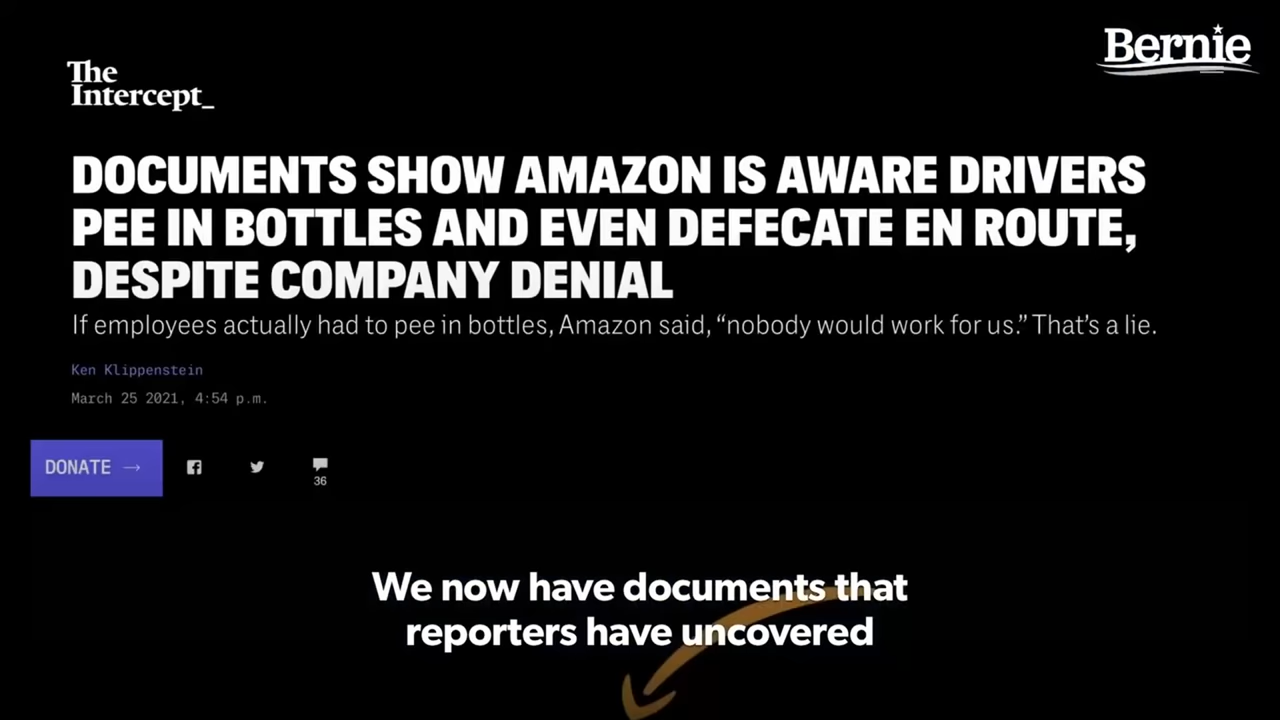 Bernie
The
Intercept_
DOCUMENTS SHOW AMAZON IS AWARE DRIVERS
PEE IN BOTTLES AND EVEN DEFECATE EN ROUTE,
DESPITE COMPANY DENIAL
If employees actually had to pee in bottles, Amazon said, “nobody would work for us.” That’s a lie.
Ken Klippenstein
March 25 2021, 4:54 p.m.
DONATE →
36
We now have documents that
reporters have uncovered